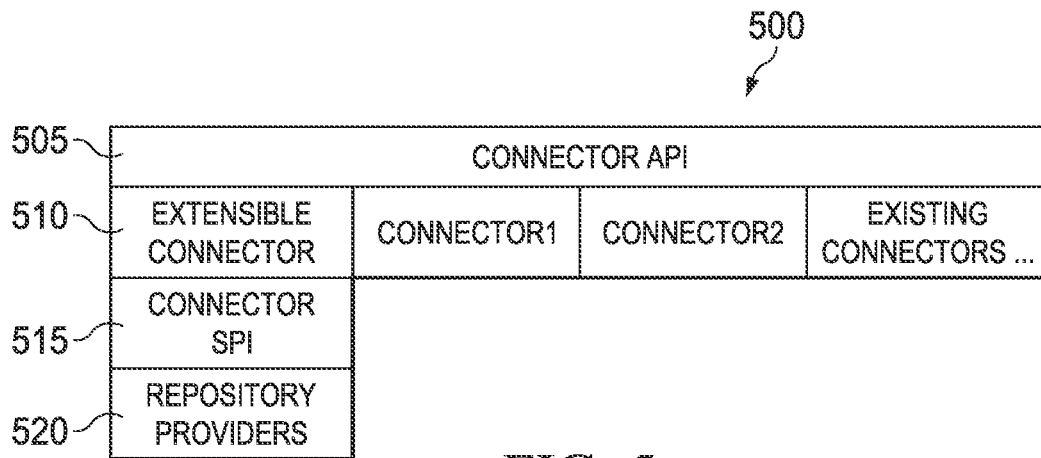 500
505
CONNECTOR API
510
EXTENSIBLE
CONNECTOR
CONNECTOR1
CONNECTOR2
EXISTING
CONNECTORS ...
515
CONNECTOR
SPI
520
REPOSITORY
PROVIDERS